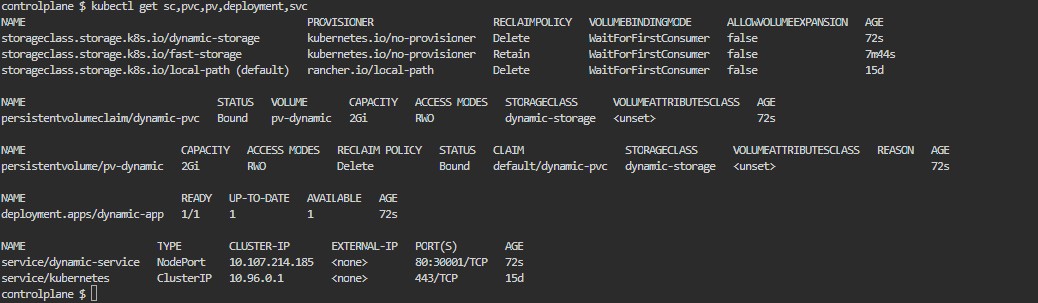 controlplane $ kubectl get sc,pvc,pv,deployment,svc
NAME PROVISIONER RECLAIMPOLICY VOLUMEBINDINGMODE ALLOWVOLUMEEXPANSION AGE
storageclass.storage.k8s.io/dynamic-storage kubernetes.io/no-provisioner Delete WaitForFirstConsumer false 72s
storageclass.storage.k8s.io/fast-storage kubernetes.io/no-provisioner Retain WaitForFirstConsumer false 7m44s
storageclass.storage.k8s.io/local-path (default) rancher.io/local-path Delete WaitForFirstConsumer false 15d
NAME STATUS VOLUME CAPACITY ACCESS MODES STORAGECLASS VOLUMEATTRIBUTESCLASS AGE
persistentvolumeclaim/dynamic-pvc Bound pv-dynamic 2Gi RWO dynamic-storage <unset> 72s
NAME CAPACITY ACCESS MODES RECLAIM POLICY STATUS CLAIM STORAGECLASS VOLUMEATTRIBUTESCLASS REASON AGE
persistentvolume/pv-dynamic 2Gi RWO Delete Bound default/dynamic-pvc dynamic-storage <unset> 72s
NAME READY UP-TO-DATE AVAILABLE AGE
deployment.apps/dynamic-app 1/1 1 1 72s
NAME TYPE CLUSTER-IP EXTERNAL-IP PORT(S) AGE
service/dynamic-service NodePort 10.107.214.185 <none> 80:30001/TCP 72s
service/kubernetes ClusterIP 10.96.0.1 <none> 443/TCP 15d
controlplane $